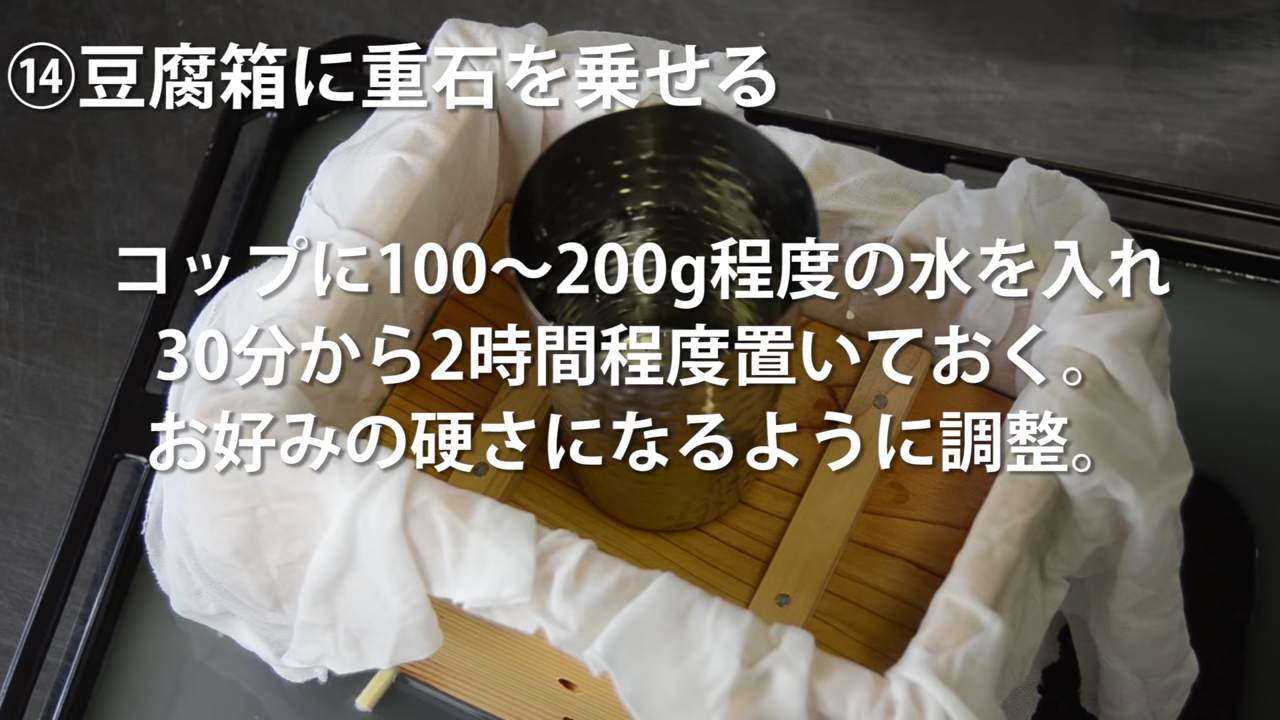 ⑭豆腐箱に重石を乗せる
コップに100～200g程度の水を入れ
30分から2時間程度置いておく。
お好みの硬さになるように調整。